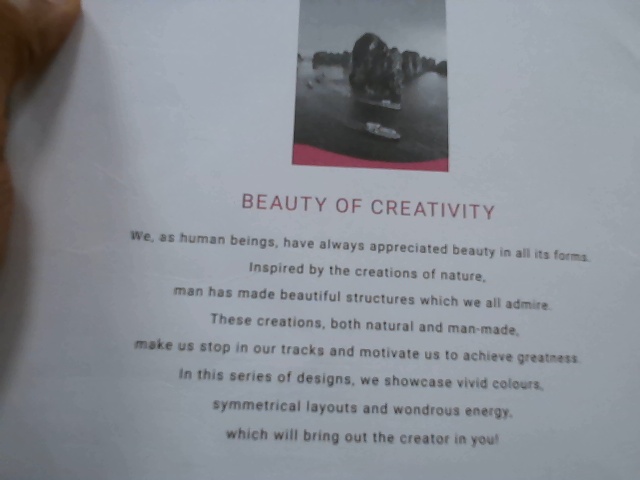 BEAUTY OF CREATIVITY
We, as human beings, have always appreciated beauty in all its forms.
Inspired by the creations of nature,
man has made beautiful structures which we all admire.
These creations, both natural and man-made,
make us stop in our tracks and motivate us to achieve greatness.
In this series of designs, we showcase vivid colours,
symmetrical layouts and wondrous energy,
which will bring out the creator in you!